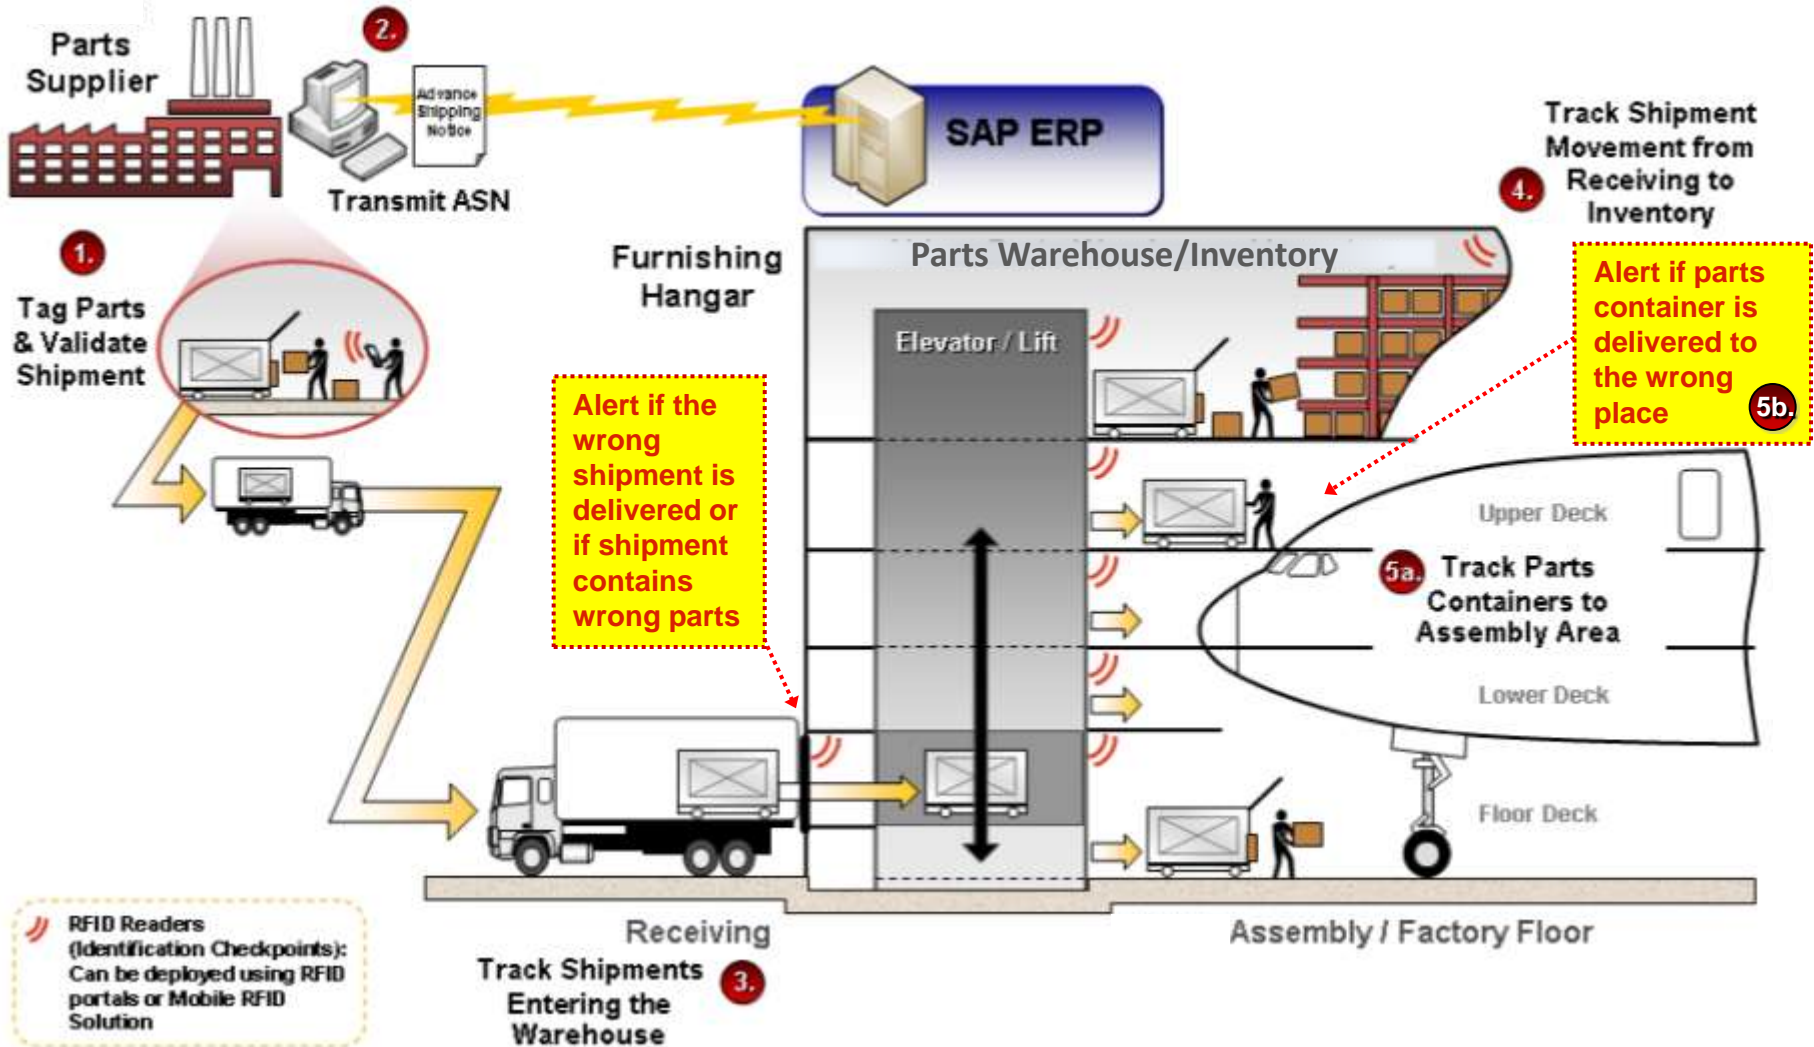 Parts
Supplier
2.
Advance
Shipping
Notice
Transmit ASN
SAP ERP
1.
Tag Parts
& Validate
Shipment
Furnishing
Hangar
Parts Warehouse/Inventory
Elevator / Lift
4.
Track Shipment
Movement from
Receiving to
Inventory
Alert if parts
container is
delivered to
the wrong
place
5b.
Alert if the
wrong
shipment is
delivered or
if shipment
contains
wrong parts
Upper Deck
5a.
Track Parts
Containers to
Assembly Area
Lower Deck
Floor Deck
RFID Readers
(Identification Checkpoints):
Can be deployed using RFID
portals or Mobile RFID
Solution
Receiving
Track Shipments
Entering the
Warehouse
3.
Assembly / Factory Floor